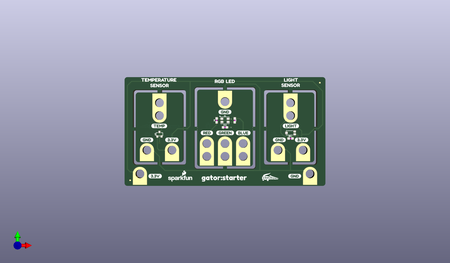 TEMPERATURE
SENSOR
RGB LED
LIGHT
SENSOR
GND
TEMP
LIGHT
RED
GREEN
BLUE
GND
3.3V
GND
3.3V
3.3V
sparkfun
gator:starter
GND